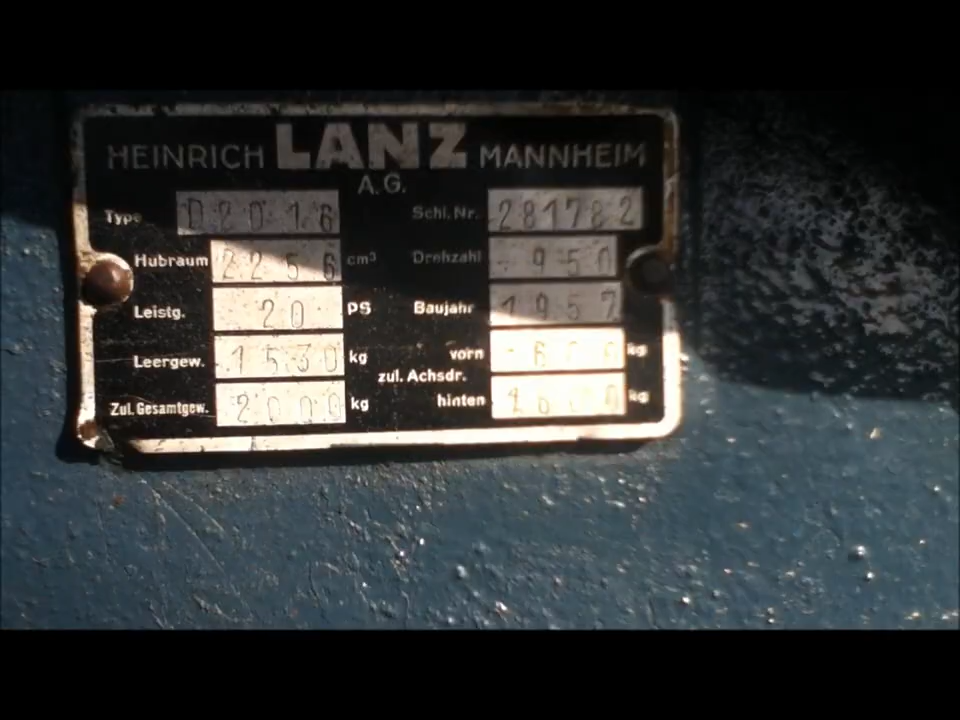 HEINRICH LANZ MANNHEIM
A.G.
Type D2016 Schl.Nr. 281782
Hubraum 2256 cm³ Drehzahl 950
Leistg. 20 PS Baujahr 1957
Leergew. 1530 kg vorn kg
zul. Achsdr.
Zul. Gesamtgew. 2000 kg hinten kg